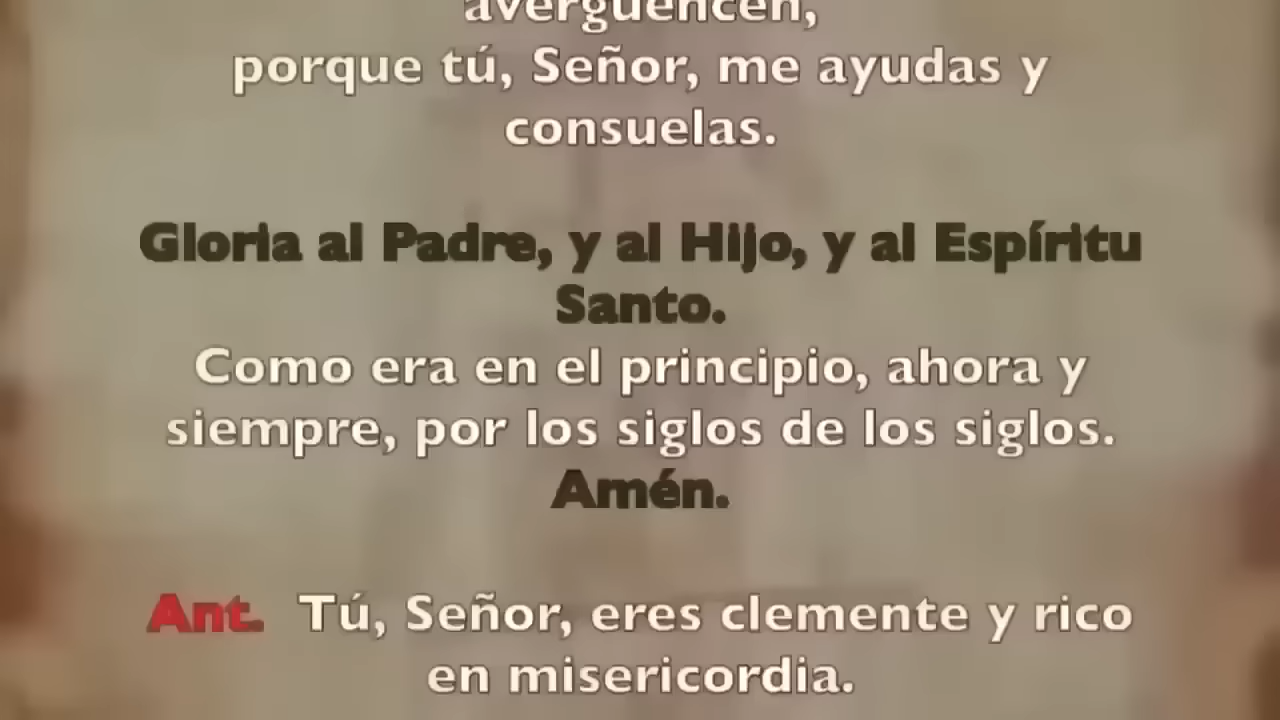 avergüencen,
porque tú, Señor, me ayudas y
consuelas.
Gloria al Padre, y al Hijo, y al Espíritu
Santo.
Como era en el principio, ahora y
siempre, por los siglos de los siglos.
Amén.
Ant. Tú, Señor, eres clemente y rico
en misericordia.